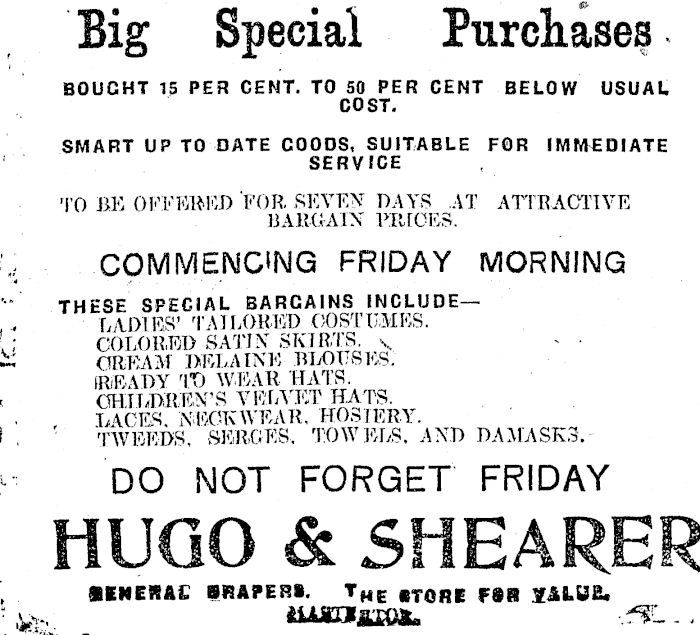 Big Special Purchases.
BOUGHT 15 PER CENT. TO 50 PER CENT BELOW USUAL
COST.
SMART UP TO DATE GOODS, SUITABLE FOR IMMEDIATE
SERVICE
TO BE OFFERED FOR SEVEN DAYS AT ATTRACTIVE
BARGAIN PRICES.
COMMENCING FRIDAY MORNING
THESE SPECIAL BARGAINS INCLUDE—
LADIES' TAILORED COSTUMES.
COLORED SATIN SKIRTS.
CREAM DELAINE BLOUSES.
READY TO WEAR HATS.
CHILDREN'S VELVET HATS.
LACES, NECKWEAR, HOSIERY.
TWEEDS, SERGES, TOWELS, AND DAMASKS.
DO NOT FORGET FRIDAY
HUGO & SHEARER
GENERAL DRAPERS. THE STORE FOR VALUE.
MASTERTON.